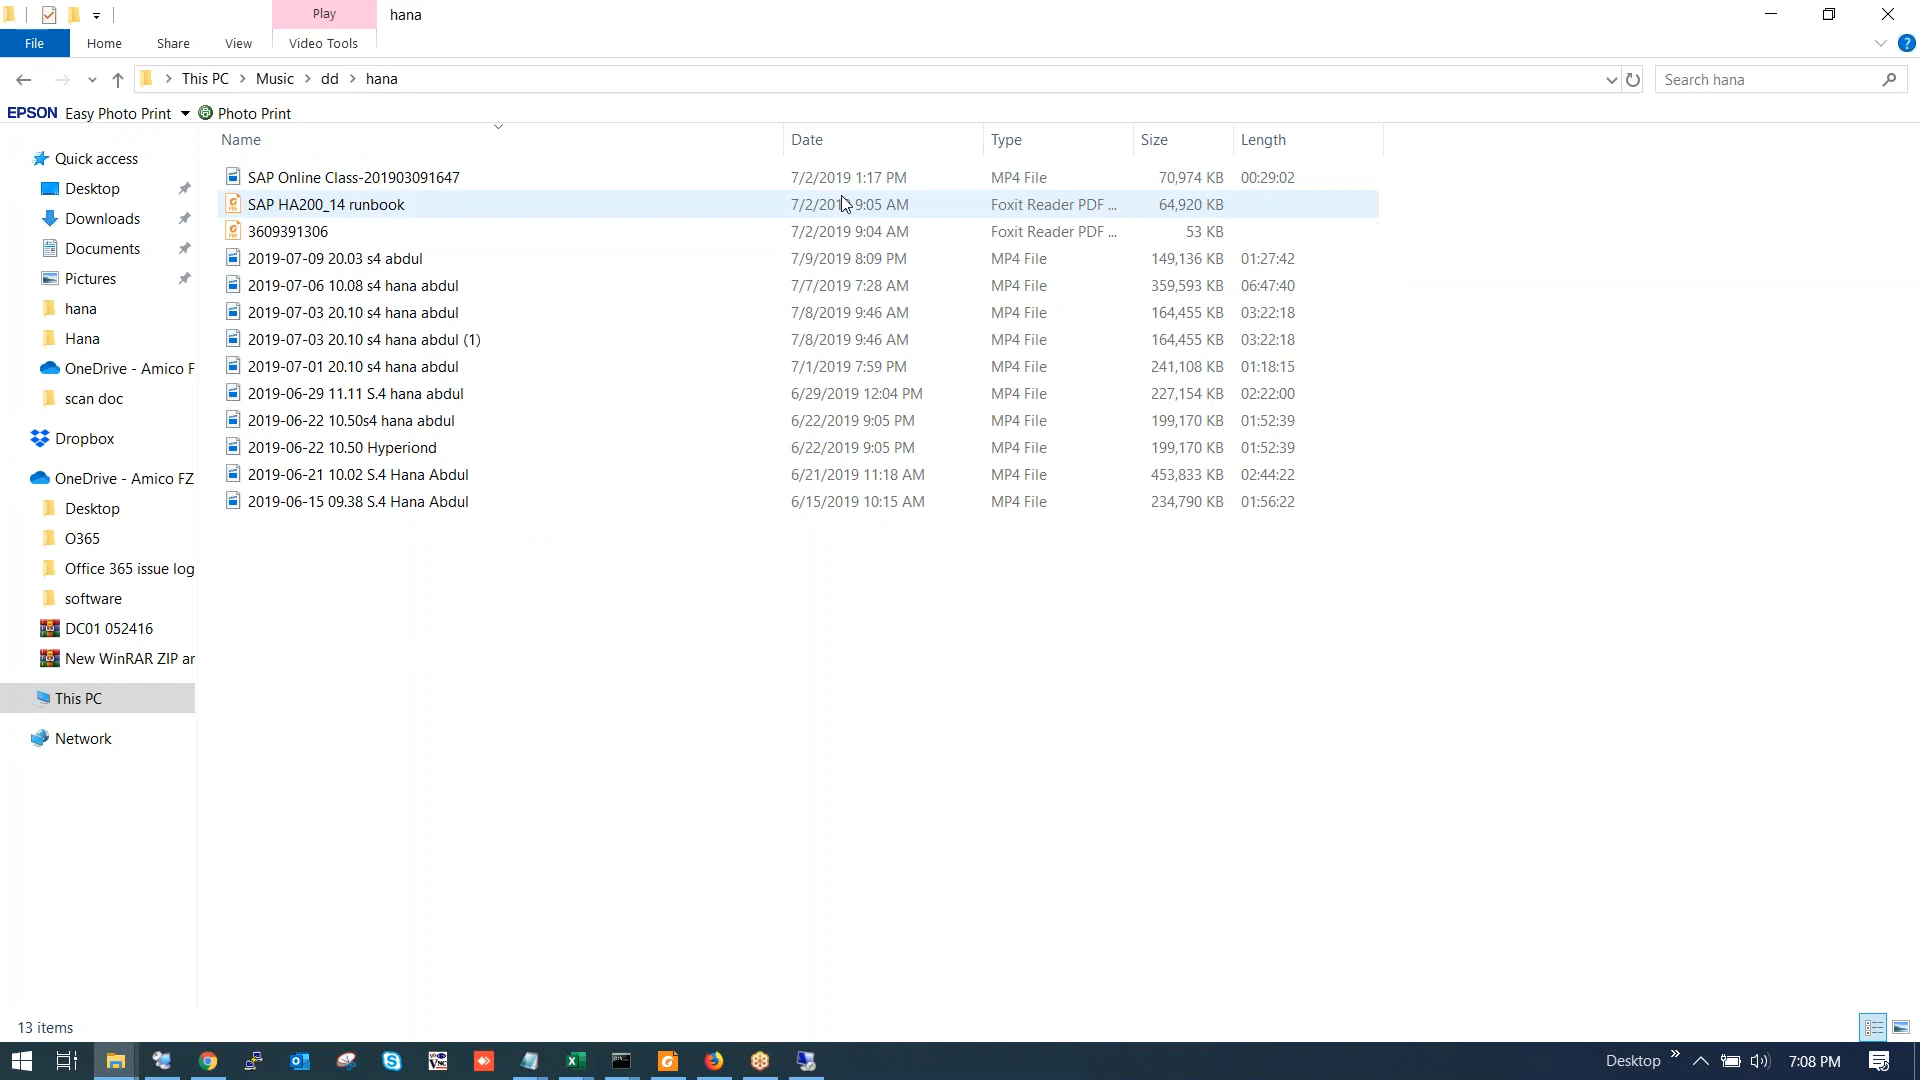 Play hana
File Home Share View Video Tools
This PC Music dd hana Search hana
EPSON Easy Photo Print Photo Print
Name Date Type Size Length
Quick access
Desktop
Downloads
Documents
Pictures
hana
Hana
OneDrive - Amico F
scan doc
Dropbox
OneDrive - Amico FZ
Desktop
O365
Office 365 issue log
software
DC01 052416
New WinRAR ZIP ar
This PC
Network
SAP Online Class-201903091647 7/2/2019 1:17 PM MP4 File 70,974 KB 00:29:02
SAP HA200_14 runbook 7/2/201 9:05 AM Foxit Reader PDF ... 64,920 KB
3609391306 7/2/2019 9:04 AM Foxit Reader PDF ... 53 KB
2019-07-09 20.03 s4 abdul 7/9/2019 8:09 PM MP4 File 149,136 KB 01:27:42
2019-07-06 10.08 s4 hana abdul 7/7/2019 7:28 AM MP4 File 359,593 KB 06:47:40
2019-07-03 20.10 s4 hana abdul 7/8/2019 9:46 AM MP4 File 164,455 KB 03:22:18
2019-07-03 20.10 s4 hana abdul (1) 7/8/2019 9:46 AM MP4 File 164,455 KB 03:22:18
2019-07-01 20.10 s4 hana abdul 7/1/2019 7:59 PM MP4 File 241,108 KB 01:18:15
2019-06-29 11.11 S.4 hana abdul 6/29/2019 12:04 PM MP4 File 227,154 KB 02:22:00
2019-06-22 10.50s4 hana abdul 6/22/2019 9:05 PM MP4 File 199,170 KB 01:52:39
2019-06-22 10.50 Hyperiond 6/22/2019 9:05 PM MP4 File 199,170 KB 01:52:39
2019-06-21 10.02 S.4 Hana Abdul 6/21/2019 11:18 AM MP4 File 453,833 KB 02:44:22
2019-06-15 09.38 S.4 Hana Abdul 6/15/2019 10:15 AM MP4 File 234,790 KB 01:56:22
13 items
Desktop 7:08 PM